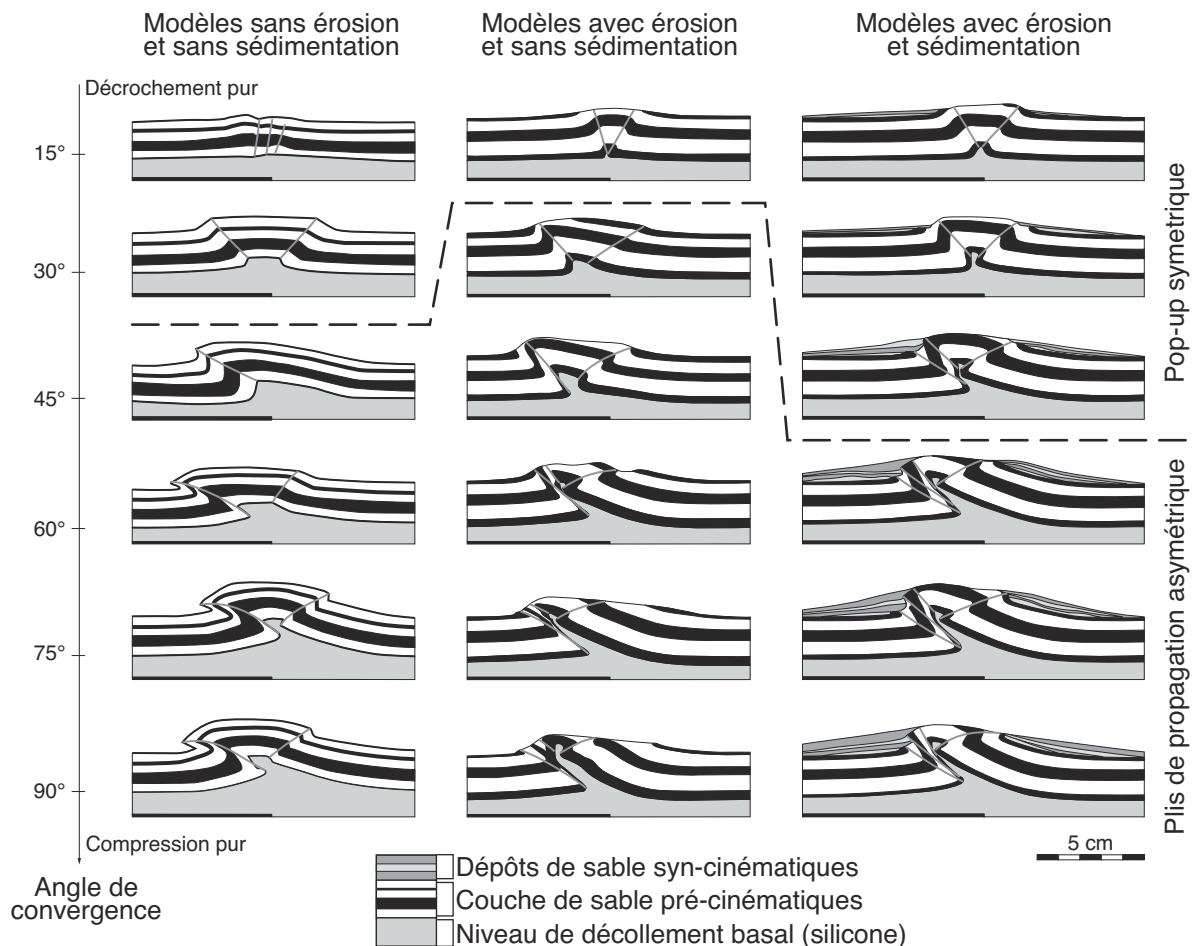 Modèles sans érosion
et sans sédimentation
Modèles avec érosion
et sans sédimentation
Modèles avec érosion
et sédimentation
Décrochement pur
15°
30°
45°
60°
75°
90°
Compression pur
Angle de
convergence
Pop-up symetrique
Plis de propagation asymétrique
5 cm
Dépôts de sable syn-cinématiques
Couche de sable pré-cinématiques
Niveau de décollement basal (silicone)